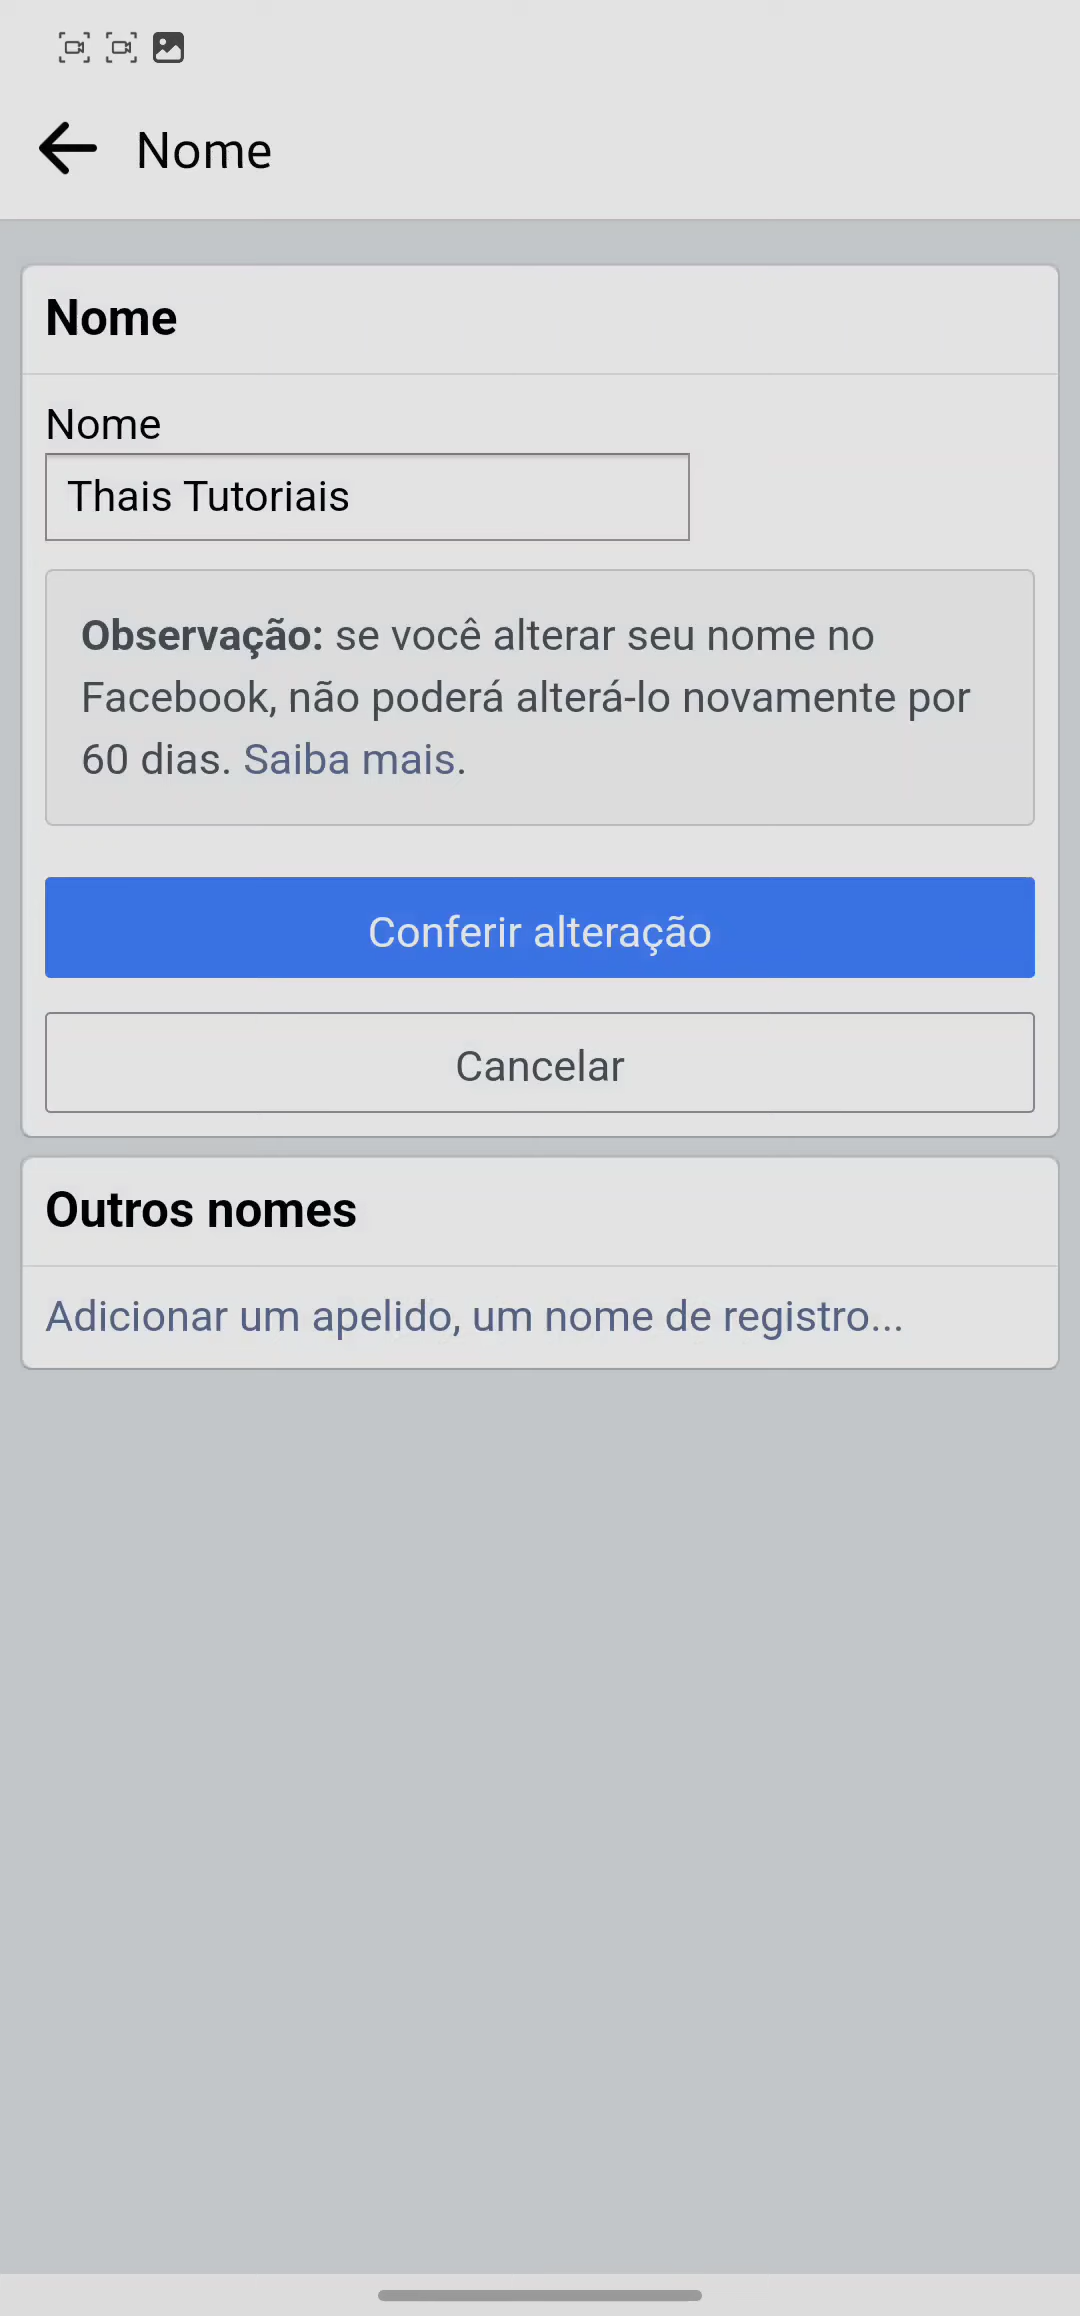 Nome
Nome
Nome
Thais Tutoriais
Observação: se você alterar seu nome no
Facebook, não poderá alterá-lo novamente por
60 dias. Saiba mais.
Conferir alteração
Cancelar
Outros nomes
Adicionar um apelido, um nome de registro...